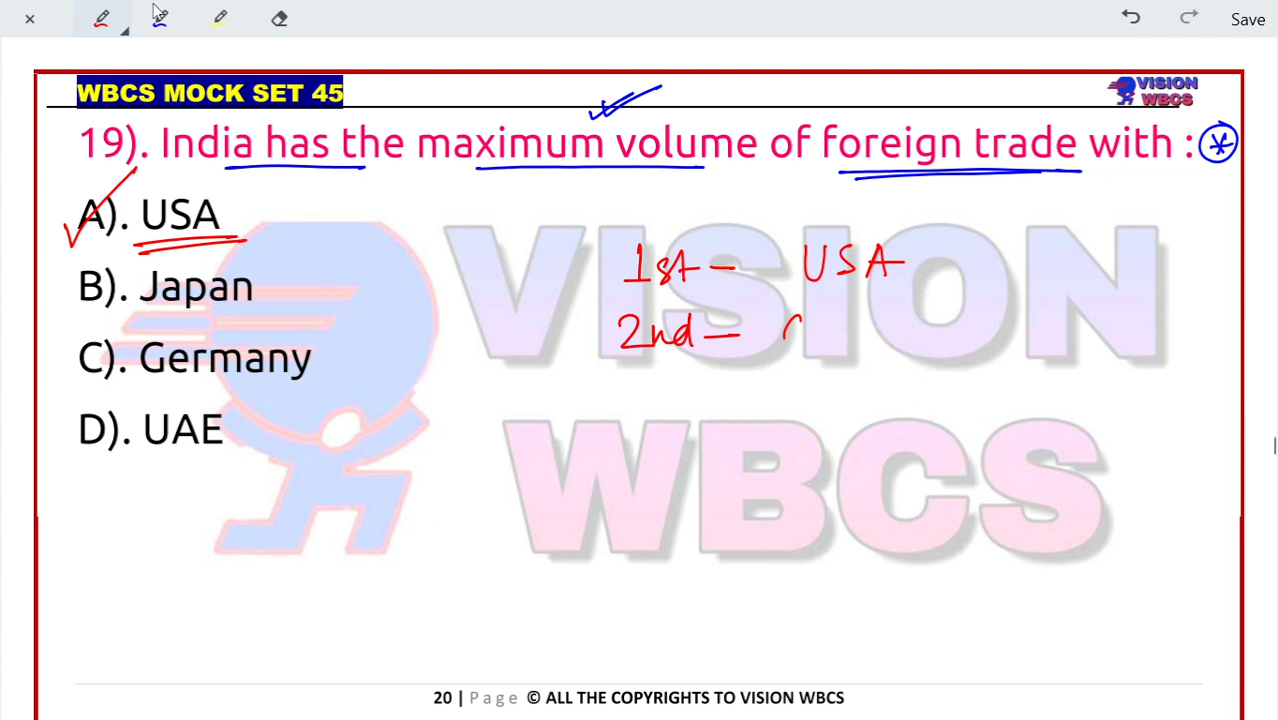 Save
WBCS MOCK SET 45
VISION
WBCS
19). India has the maximum volume of foreign trade with :
A). USA
B). Japan
C). Germany
D). UAE
1st - USA
2nd -
VISION
WBCS
20 | Page © ALL THE COPYRIGHTS TO VISION WBCS